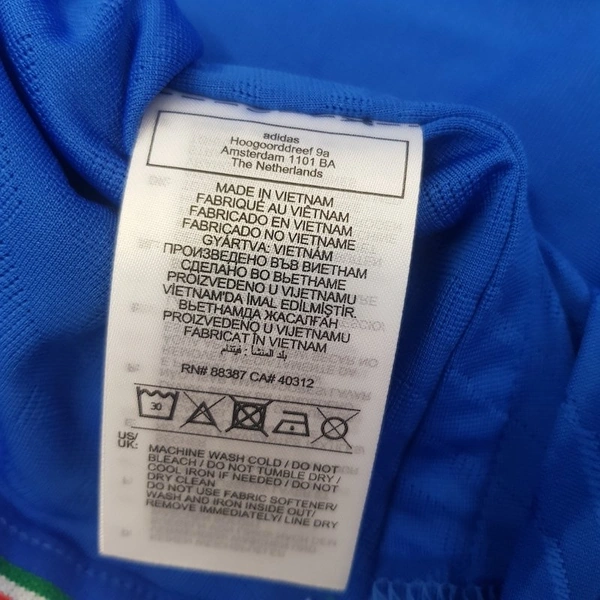 adidas
Hoogoorddreef 9a
Amsterdam 1101 BA
The Netherlands
MADE IN VIETNAM
FABRIQUÉ AU VIÊTNAM
FABRICADO EN VIETNAM
FABRICADO NO VIETNAME
GYÁRTVA: VIETNÁM
ПРОИЗВЕДЕНО ВЪВ ВИЕТНАМ
СДЕЛАНО ВО ВЬЕТНАМЕ
PROIZVEDENO U VIJETNAMU
VİETNAM'DA İMAL EDİLMİŞTİR.
ВЬЕТНАМДА ЖАСАЛҒАН
PROIZVEDENO U VIJETNAMU
FABRICAT ÎN VIETNAM
بلد المنشأ: فيتنام
RN# 88387 CA# 40312
30
US/
UK:
MACHINE WASH COLD / DO NOT
BLEACH / DO NOT TUMBLE DRY /
COOL IRON IF NEEDED / DO NOT
DRY CLEAN
DO NOT USE FABRIC SOFTENER/
WASH AND IRON INSIDE OUT/
REMOVE IMMEDIATELY/ LINE DRY